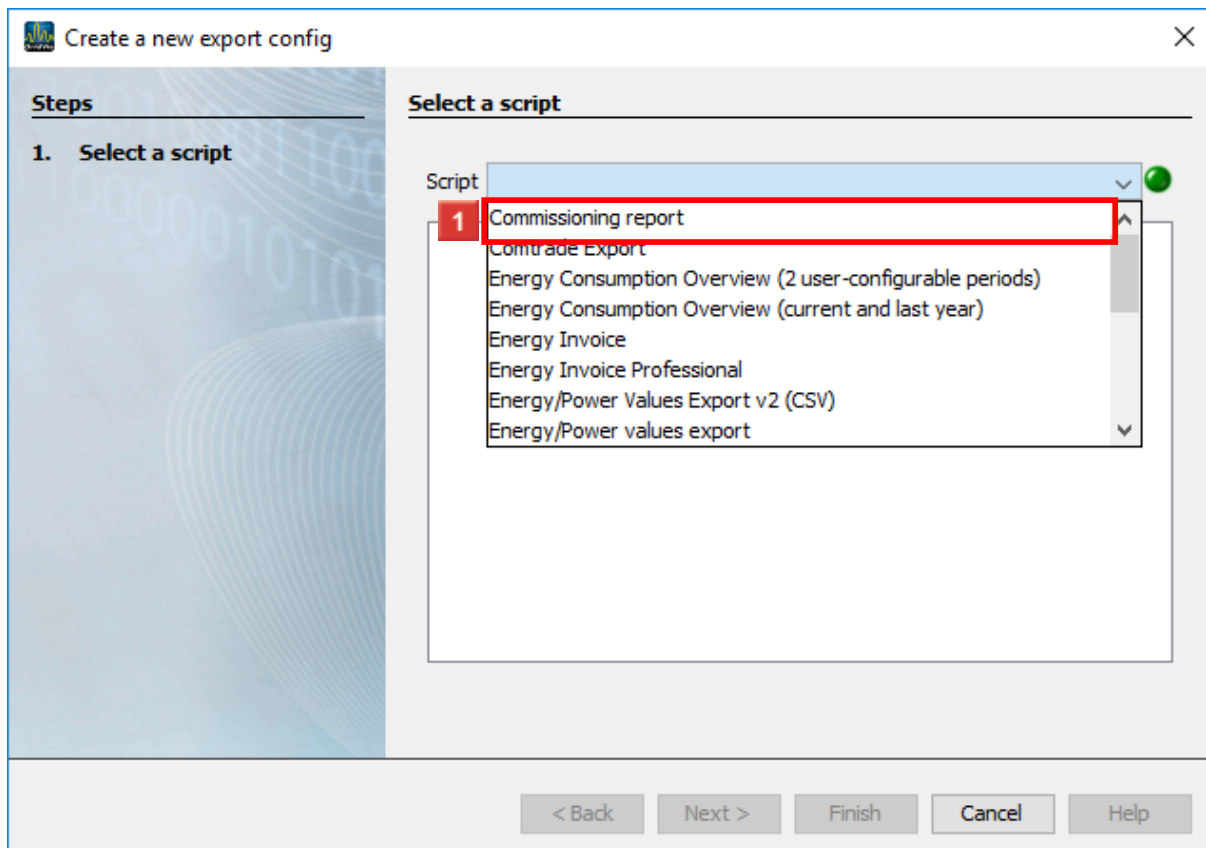 Create a new export config
Steps
1. Select a script
Select a script
Script
1
Commissioning report
Comtrade Export
Energy Consumption Overview (2 user-configurable periods)
Energy Consumption Overview (current and last year)
Energy Invoice
Energy Invoice Professional
Energy/Power Values Export v2 (CSV)
Energy/Power values export
< Back Next > Finish Cancel Help